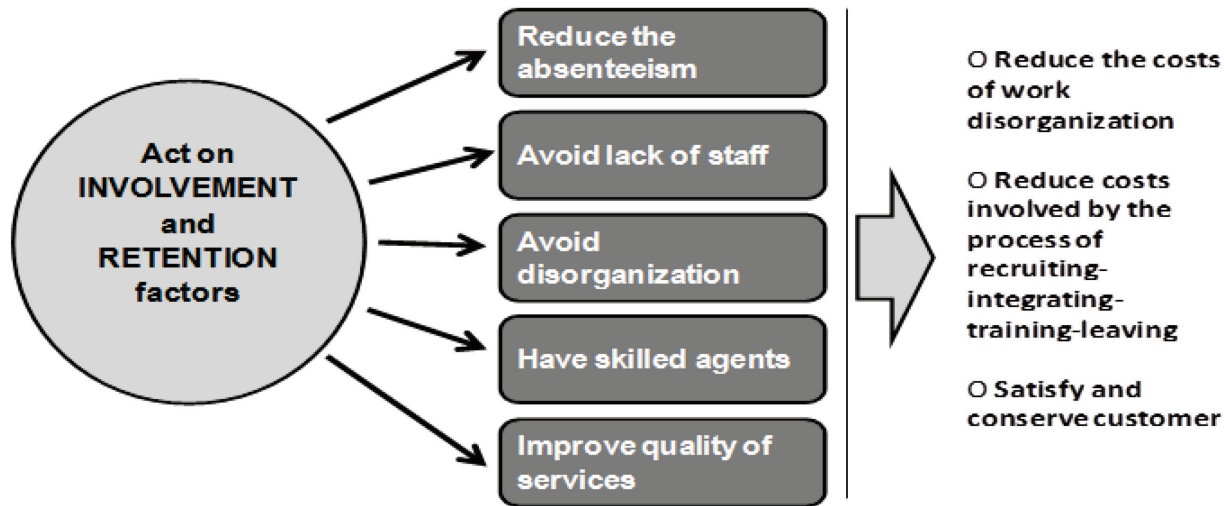 Act on
INVOLVEMENT
and
RETENTION
factors
Reduce the
absenteeism
Avoid lack of staff
Avoid
disorganization
Have skilled agents
Improve quality of
services
O Reduce the costs
of work
disorganization
O Reduce costs
involved by the
process of
recruiting-
integrating-
training-leaving
O Satisfy and
conserve customer